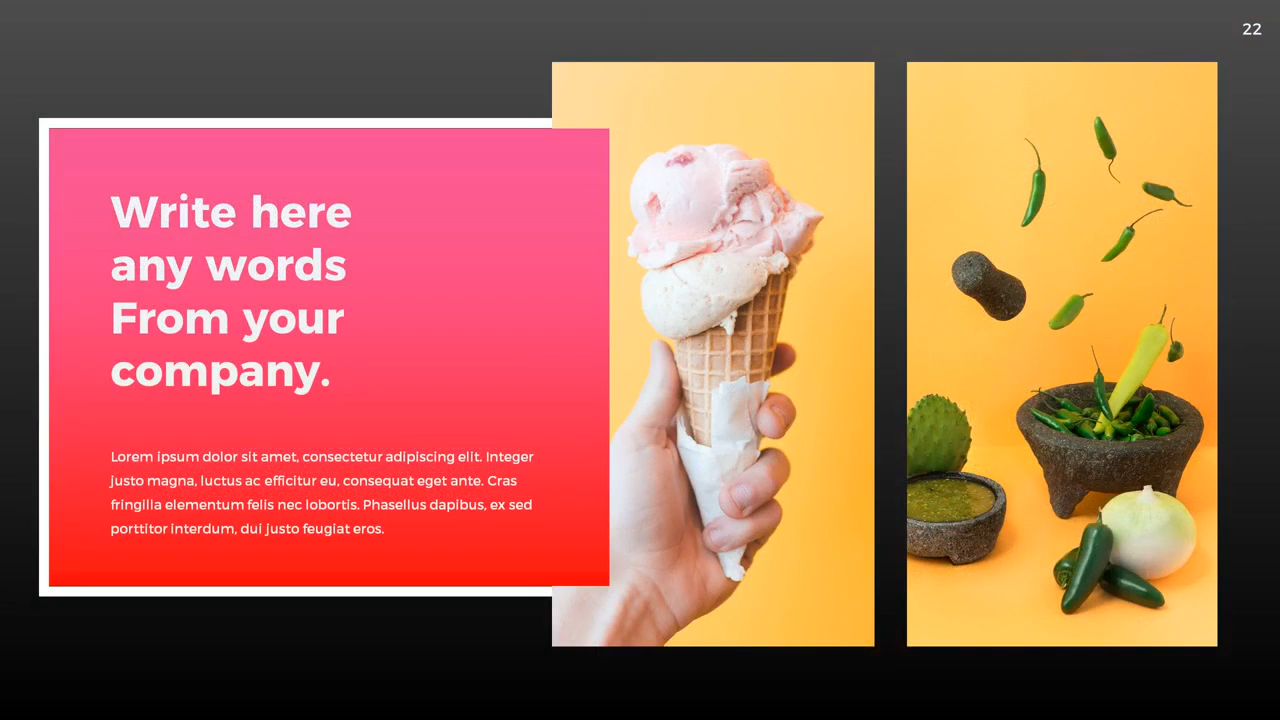 22
Write here
any words
From your
company.
Lorem ipsum dolor sit amet, consectetur adipiscing elit. Integer
justo magna, luctus ac efficitur eu, consequat eget ante. Cras
fringilla elementum felis nec lobortis. Phasellus dapibus, ex sed
porttitor interdum, dui justo feugiat eros.